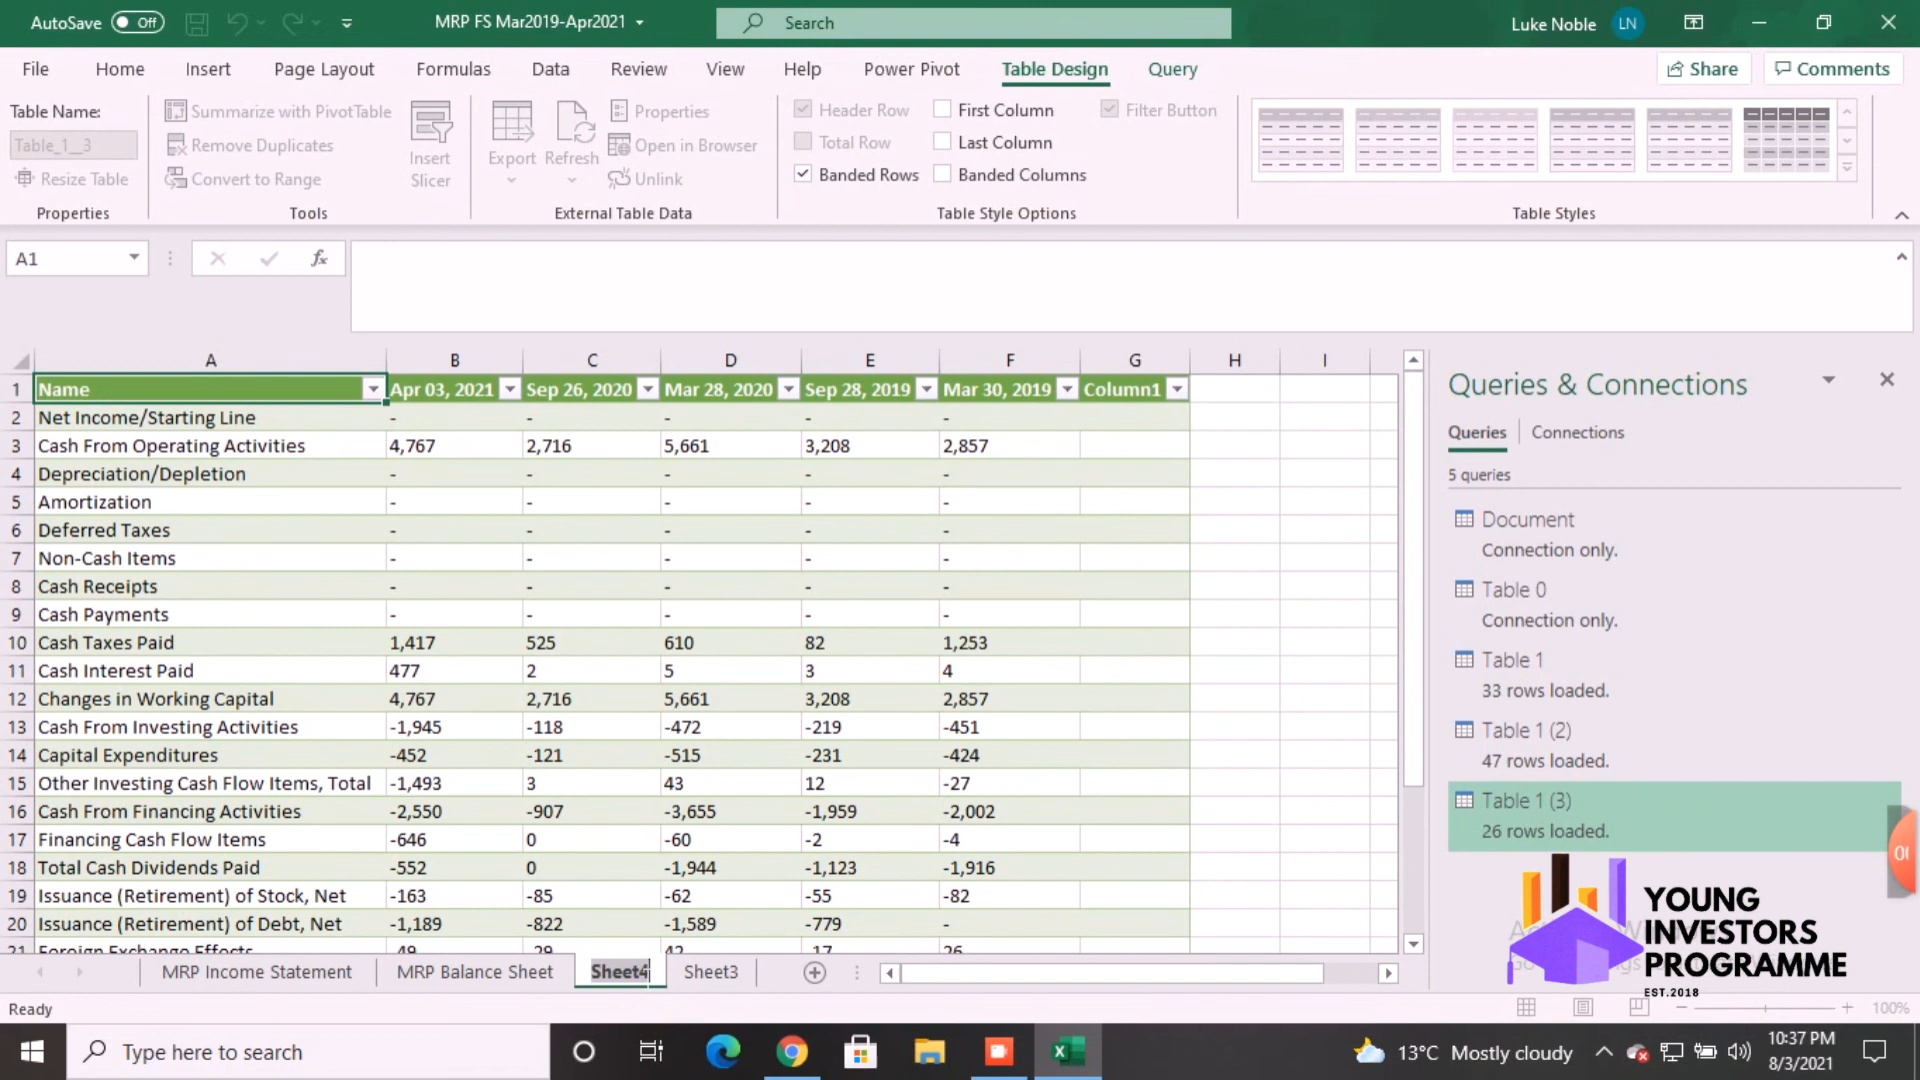 AutoSave Off MRP FS Mar2019-Apr2021 Search Luke Noble LN
File Home Insert Page Layout Formulas Data Review View Help Power Pivot Table Design Query Share Comments
Table Name: Summarize with PivotTable Properties Header Row First Column Filter Button
Table_1__3 Remove Duplicates Insert Slicer Export Refresh Open in Browser Total Row Last Column
Resize Table Convert to Range Unlink Banded Rows Banded Columns
Properties Tools External Table Data Table Style Options Table Styles
A1 fx
A B C D E F G H I
1 Name Apr 03, 2021 Sep 26, 2020 Mar 28, 2020 Sep 28, 2019 Mar 30, 2019 Column1
2 Net Income/Starting Line - - - - -
3 Cash From Operating Activities 4,767 2,716 5,661 3,208 2,857
4 Depreciation/Depletion - - - - -
5 Amortization - - - - -
6 Deferred Taxes - - - - -
7 Non-Cash Items - - - - -
8 Cash Receipts - - - - -
9 Cash Payments - - - - -
10 Cash Taxes Paid 1,417 525 610 82 1,253
11 Cash Interest Paid 477 2 5 3 4
12 Changes in Working Capital 4,767 2,716 5,661 3,208 2,857
13 Cash From Investing Activities -1,945 -118 -472 -219 -451
14 Capital Expenditures -452 -121 -515 -231 -424
15 Other Investing Cash Flow Items, Total -1,493 3 43 12 -27
16 Cash From Financing Activities -2,550 -907 -3,655 -1,959 -2,002
17 Financing Cash Flow Items -646 0 -60 -2 -4
18 Total Cash Dividends Paid -552 0 -1,944 -1,123 -1,916
19 Issuance (Retirement) of Stock, Net -163 -85 -62 -55 -82
20 Issuance (Retirement) of Debt, Net -1,189 -822 -1,589 -779 -
21 Foreign Exchange Effects 49 29 42 17 26
Queries & Connections
Queries Connections
5 queries
Document
Connection only.
Table 0
Connection only.
Table 1
33 rows loaded.
Table 1 (2)
47 rows loaded.
Table 1 (3)
26 rows loaded.
YOUNG
INVESTORS
PROGRAMME
EST.2018
MRP Income Statement MRP Balance Sheet Sheet4 Sheet3
Ready 100%
Type here to search 13°C Mostly cloudy 10:37 PM
8/3/2021